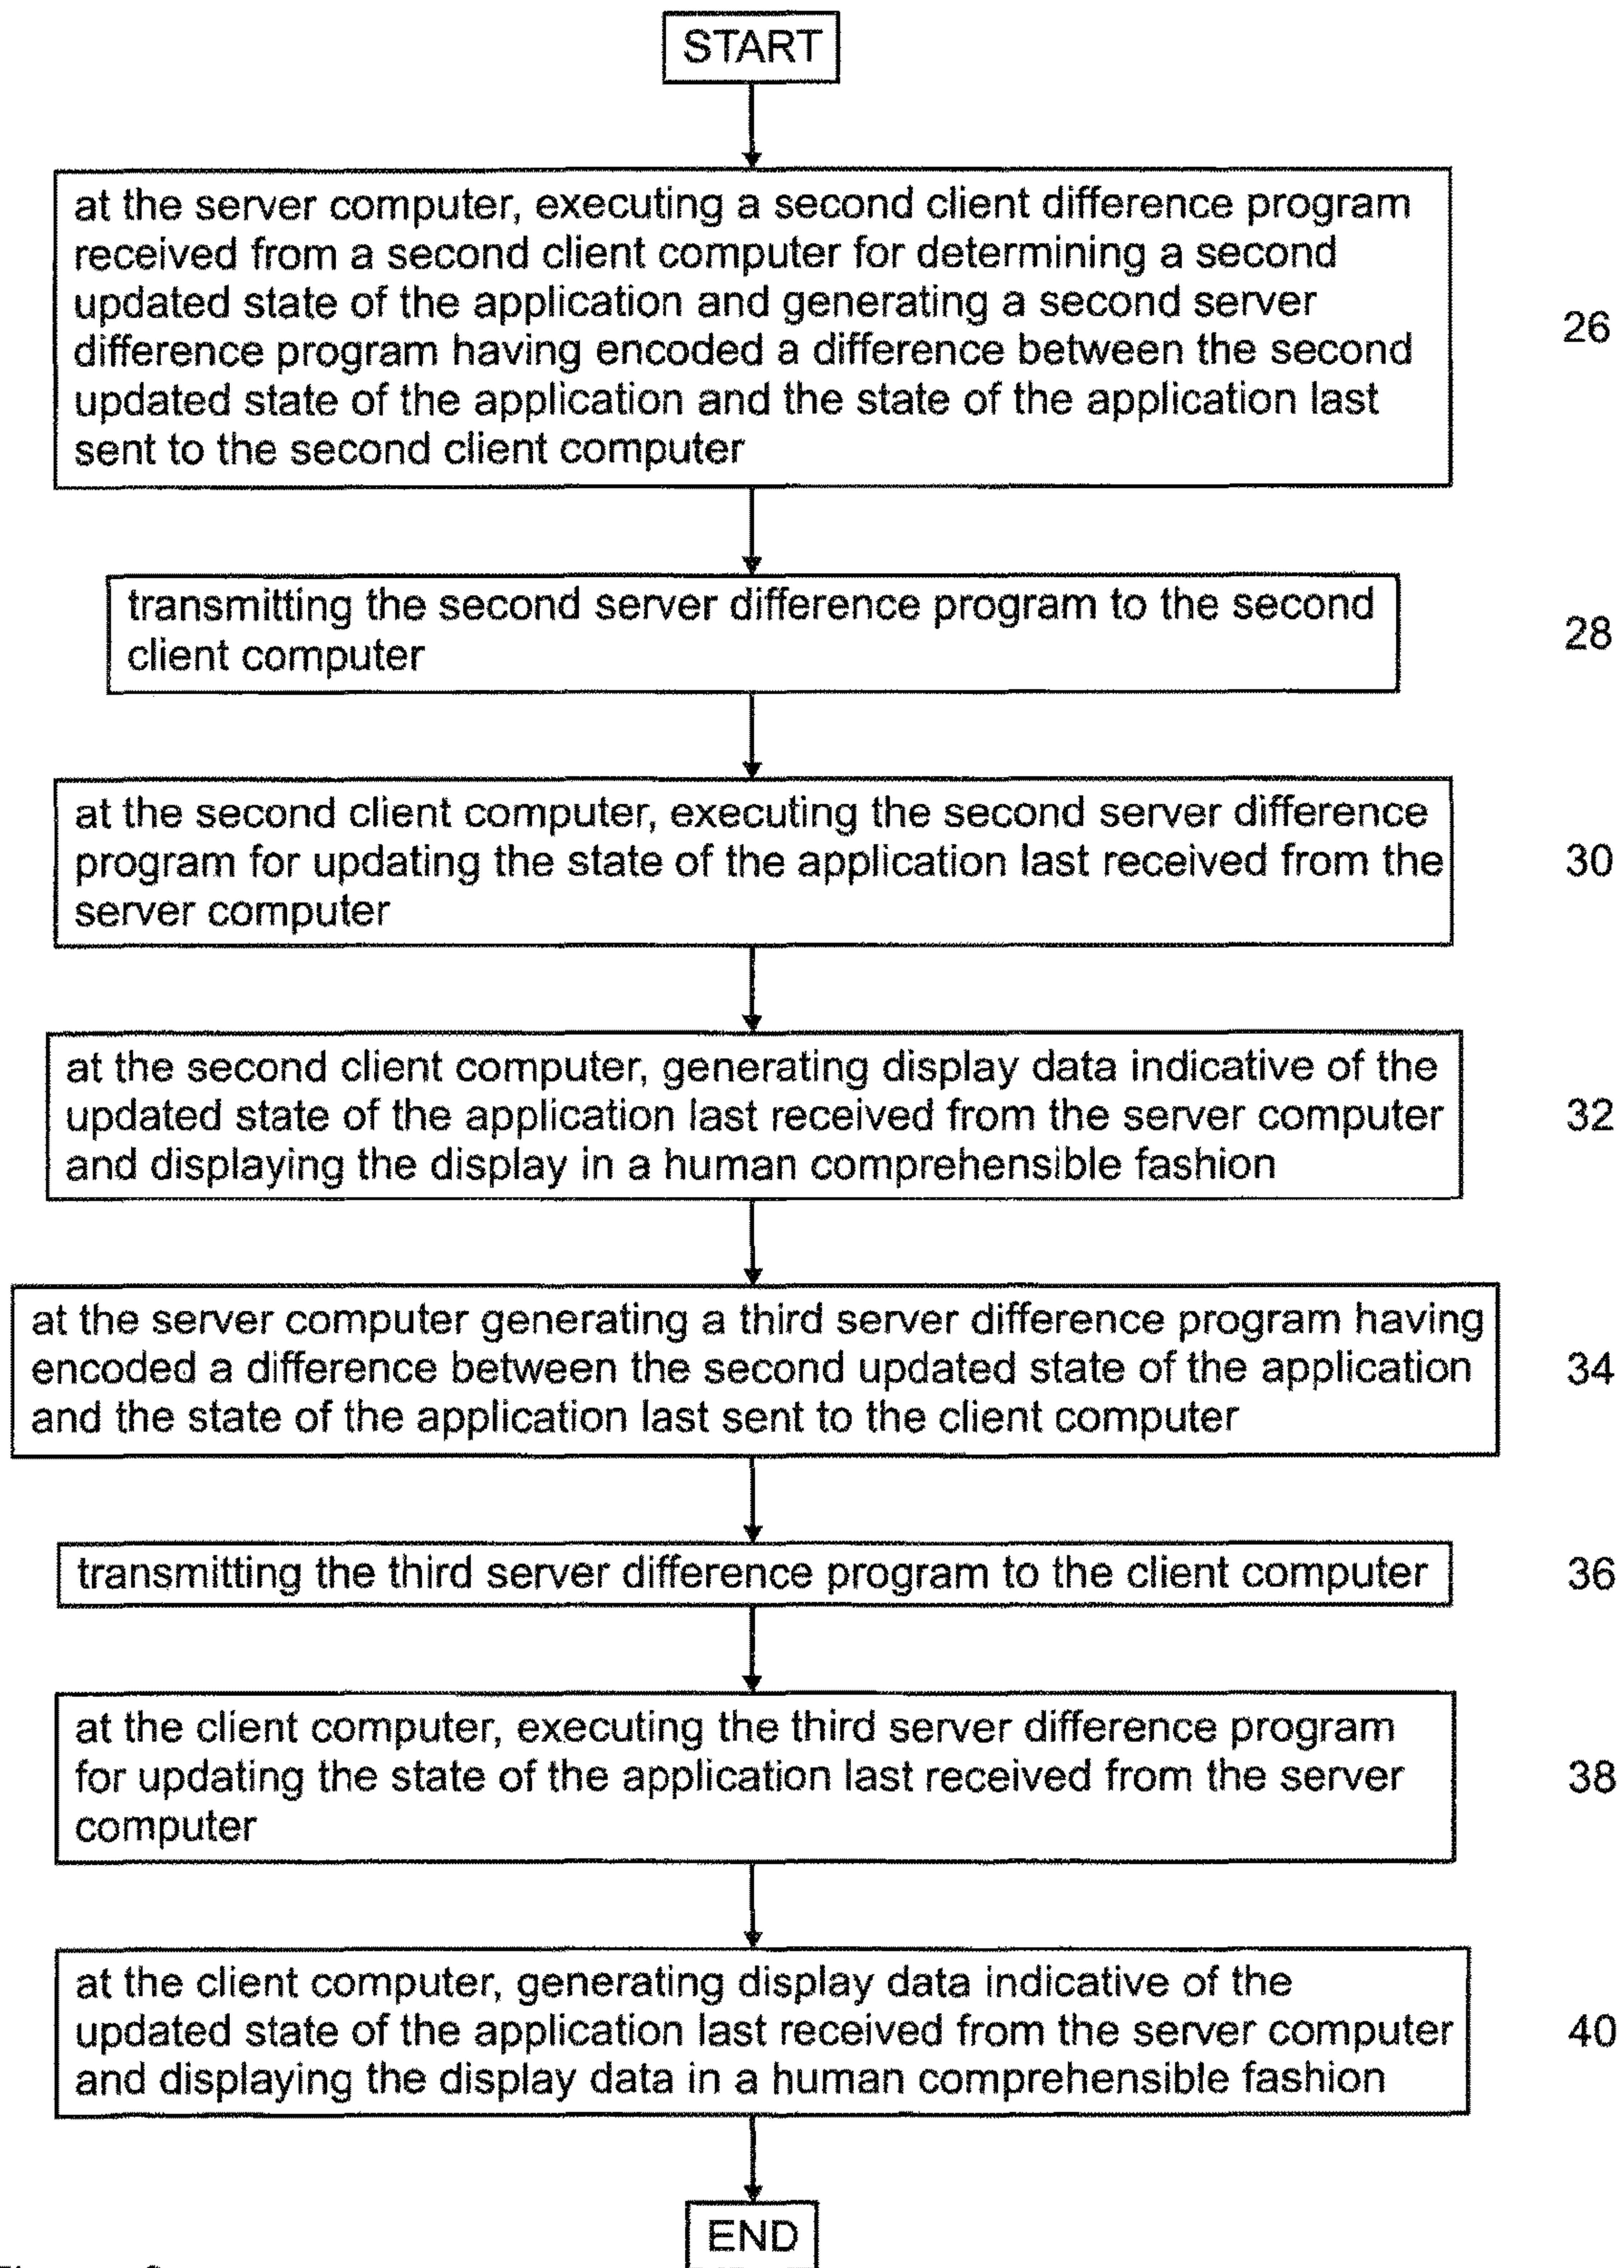 START
at the server computer, executing a second client difference program
received from a second client computer for determining a second
updated state of the application and generating a second server
difference program having encoded a difference between the second
updated state of the application and the state of the application last
sent to the second client computer
26
transmitting the second server difference program to the second
client computer
28
at the second client computer, executing the second server difference
program for updating the state of the application last received from the
server computer
30
at the second client computer, generating display data indicative of the
updated state of the application last received from the server computer
and displaying the display in a human comprehensible fashion
32
at the server computer generating a third server difference program having
encoded a difference between the second updated state of the application
and the state of the application last sent to the client computer
34
transmitting the third server difference program to the client computer
36
at the client computer, executing the third server difference program
for updating the state of the application last received from the server
computer
38
at the client computer, generating display data indicative of the
updated state of the application last received from the server computer
and displaying the display data in a human comprehensible fashion
40
END